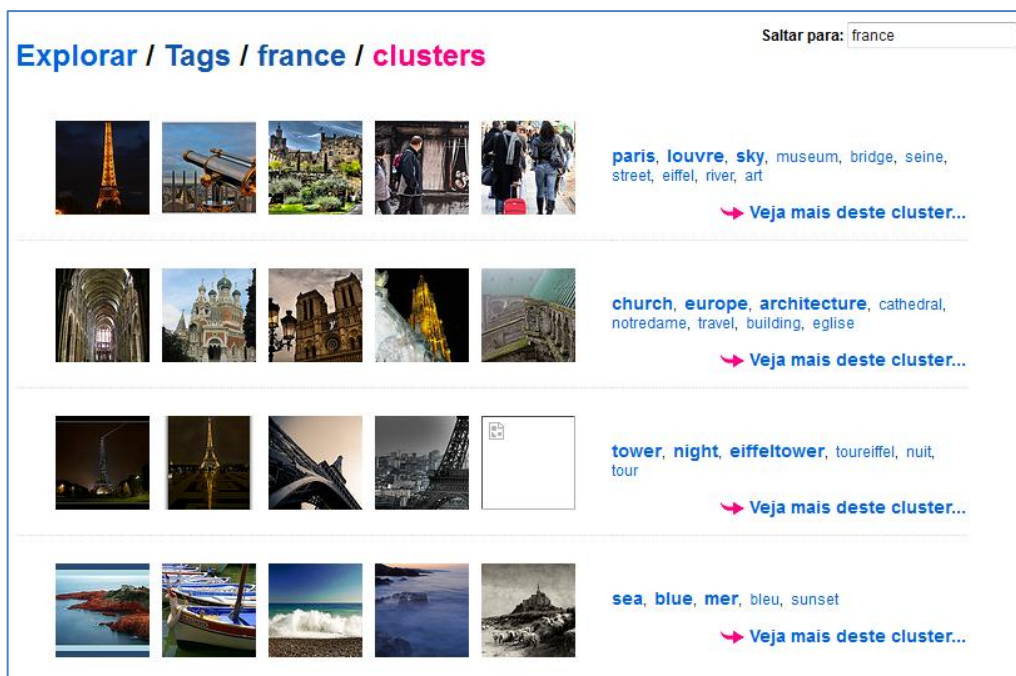 Saltar para: france
Explorar / Tags / france / clusters
paris, louvre, sky, museum, bridge, seine,
street, eiffel, river, art
Veja mais deste cluster...
church, europe, architecture, cathedral,
notredame, travel, building, eglise
Veja mais deste cluster...
tower, night, eiffeltower, toureiffel, nuit,
tour
Veja mais deste cluster...
sea, blue, mer, bleu, sunset
Veja mais deste cluster...